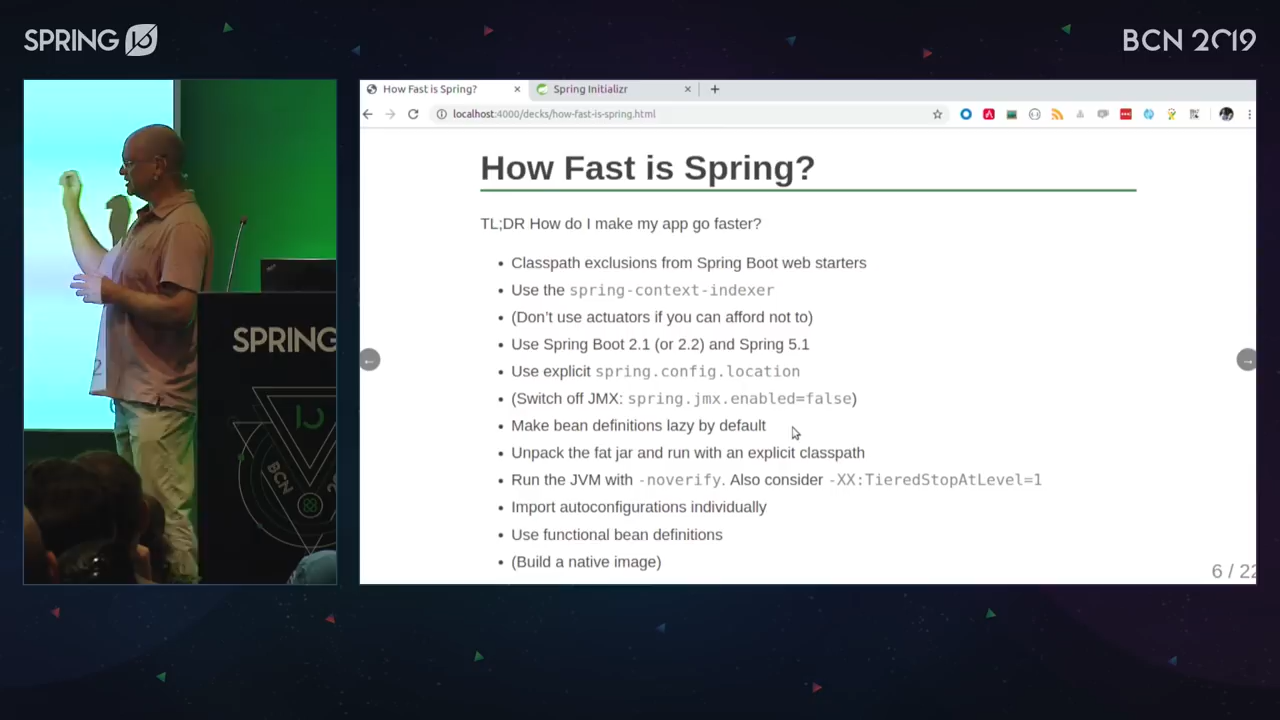 SPRING IO
BCN 2019
How Fast is Spring?
Spring Initializr
localhost:4000/decks/how-fast-is-spring.html
How Fast is Spring?
TL;DR How do I make my app go faster?
• Classpath exclusions from Spring Boot web starters
• Use the spring-context-indexer
• (Don't use actuators if you can afford not to)
• Use Spring Boot 2.1 (or 2.2) and Spring 5.1
• Use explicit spring.config.location
• (Switch off JMX: spring.jmx.enabled=false)
• Make bean definitions lazy by default
• Unpack the fat jar and run with an explicit classpath
• Run the JVM with -noverify. Also consider -XX:TieredStopAtLevel=1
• Import autoconfigurations individually
• Use functional bean definitions
• (Build a native image)
6 / 22
2
SPRING
IO
BCN